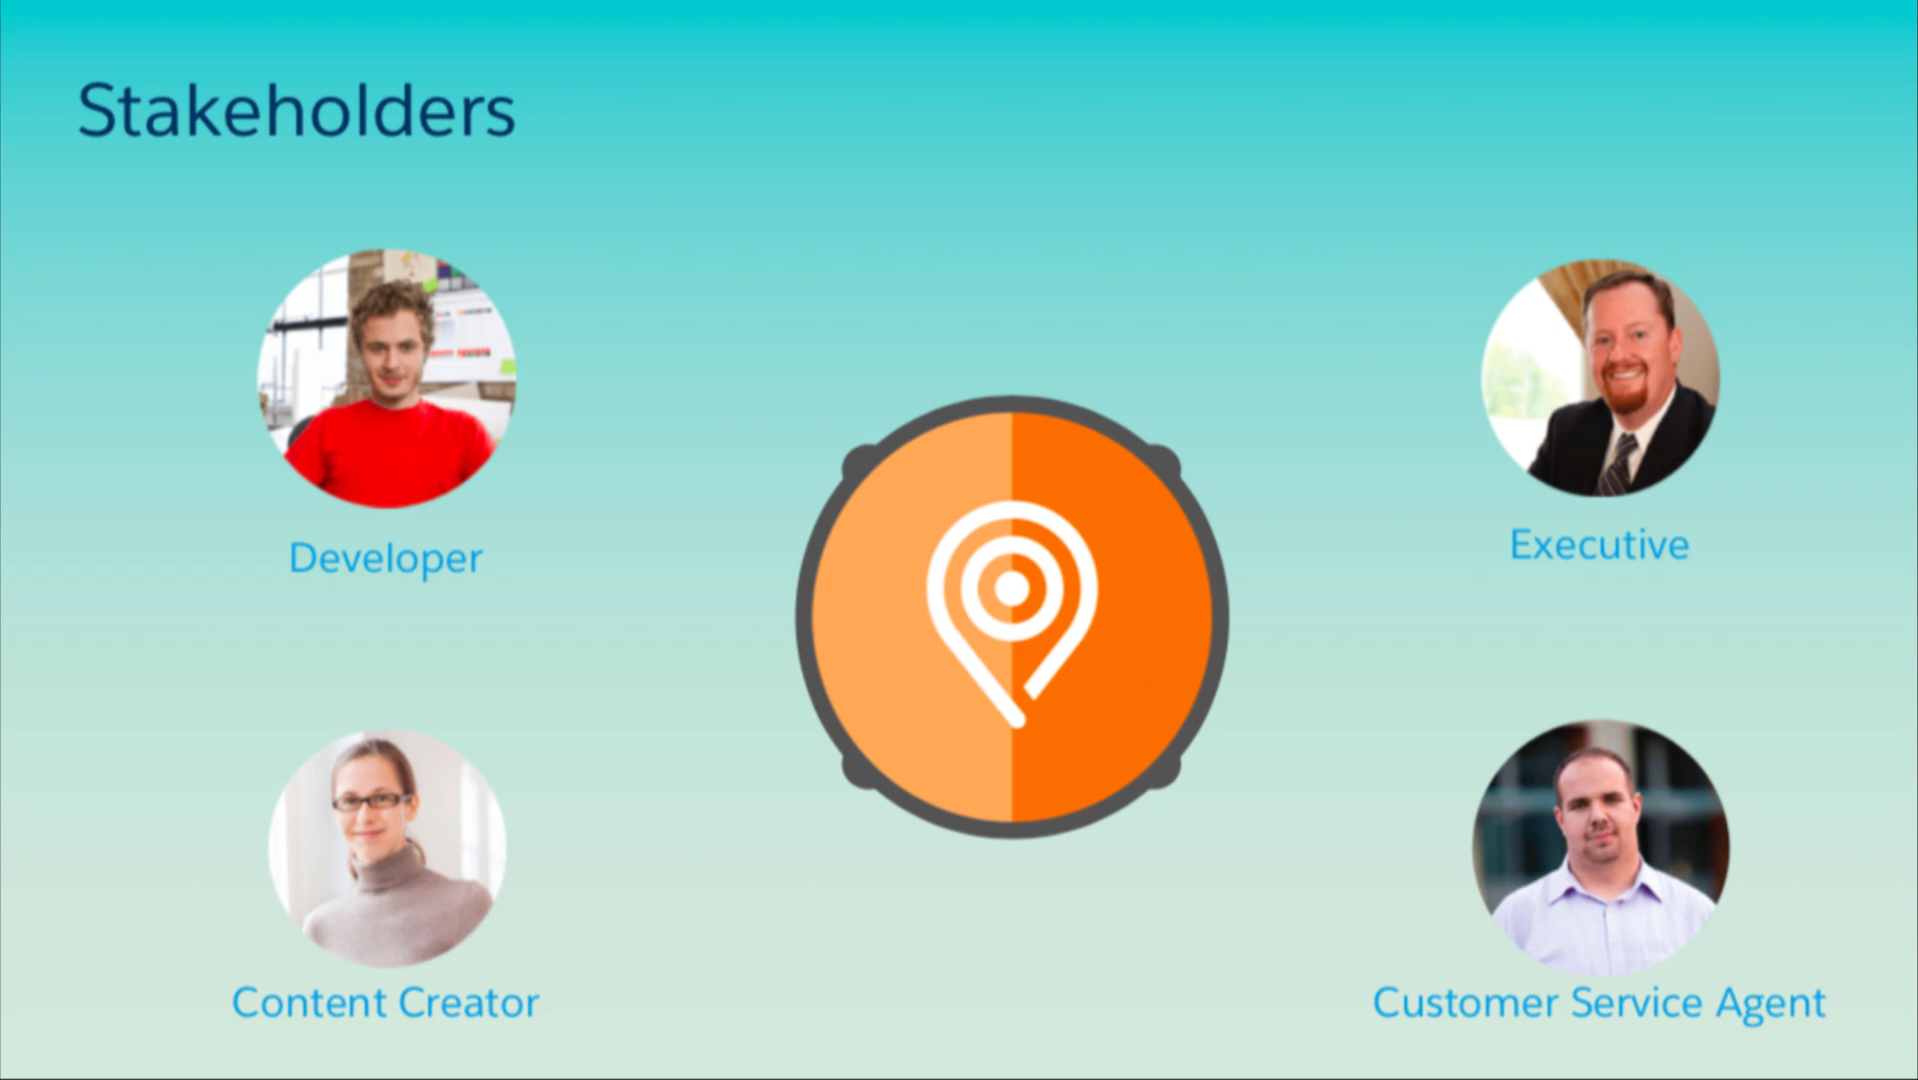 Stakeholders
Developer
Executive
Content Creator
Customer Service Agent